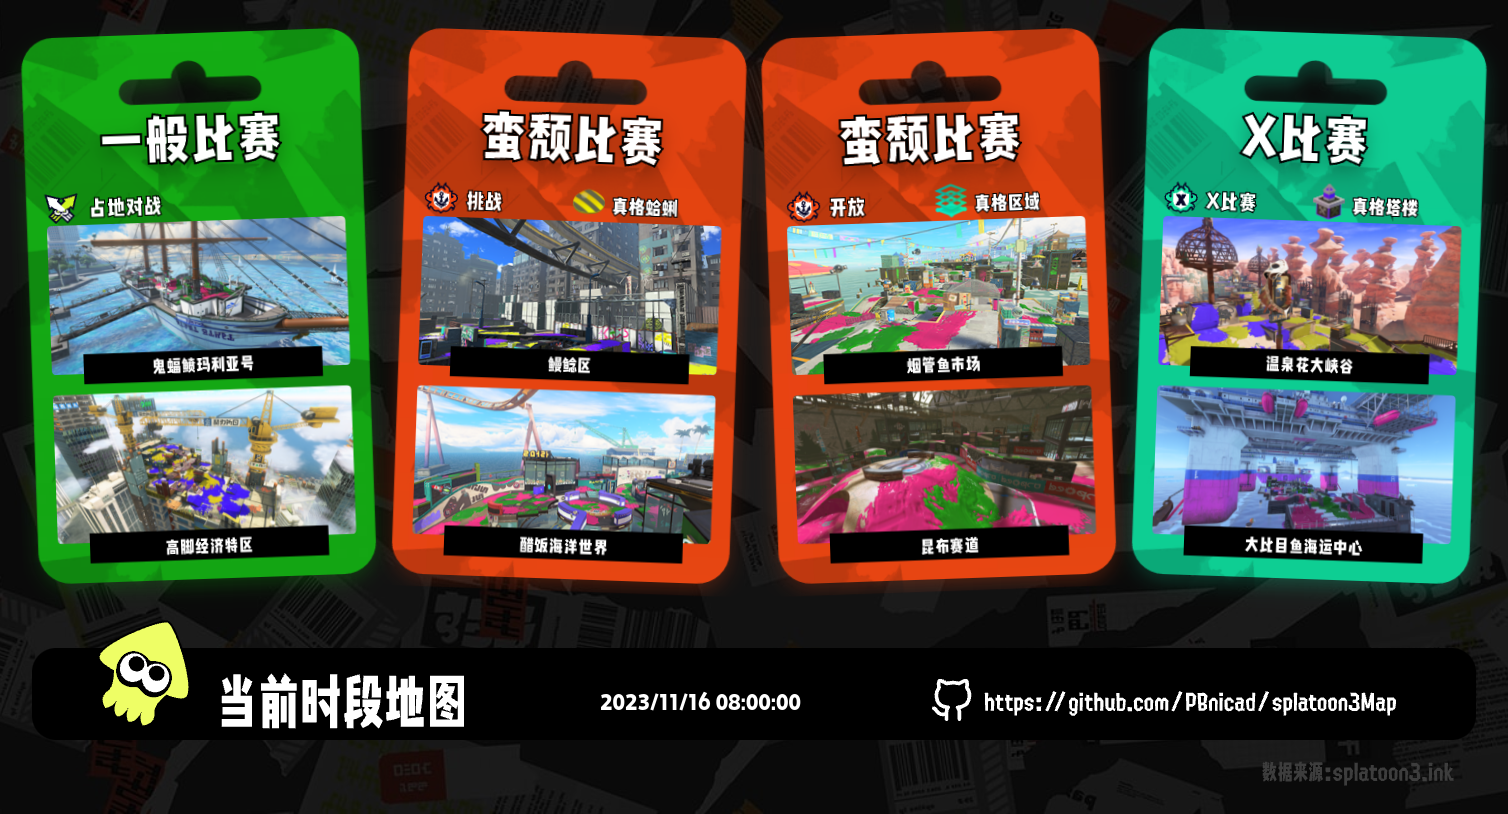 一般比赛
占地对战
鬼蝠鲼玛利亚号
高脚经济特区
蛮颓比赛
挑战
真格蛤蜊
鳗鲶区
醋饭海洋世界
蛮颓比赛
开放
真格区域
烟管鱼市场
昆布赛道
X比赛
X比赛
真格塔楼
温泉花大峡谷
大比目鱼海运中心
当前时段地图
2023/11/16 08:00:00
https://github.com/PBnicad/splatoon3Map
数据来源:splatoon3.ink